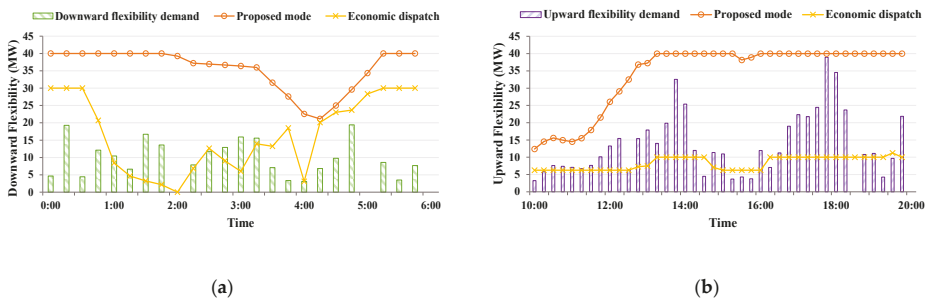 Downward flexibility demand Proposed mode Economic dispatch
Downward Flexibility (MW)
45
40
35
30
25
20
15
10
5
0
0:00 1:00 2:00 3:00 4:00 5:00 6:00
Time
(a)
Upward flexibility demand Proposed mode Economic dispatch
Upward Flexibility (MW)
45
40
35
30
25
20
15
10
5
0
10:00 12:00 14:00 16:00 18:00 20:00
Time
(b)